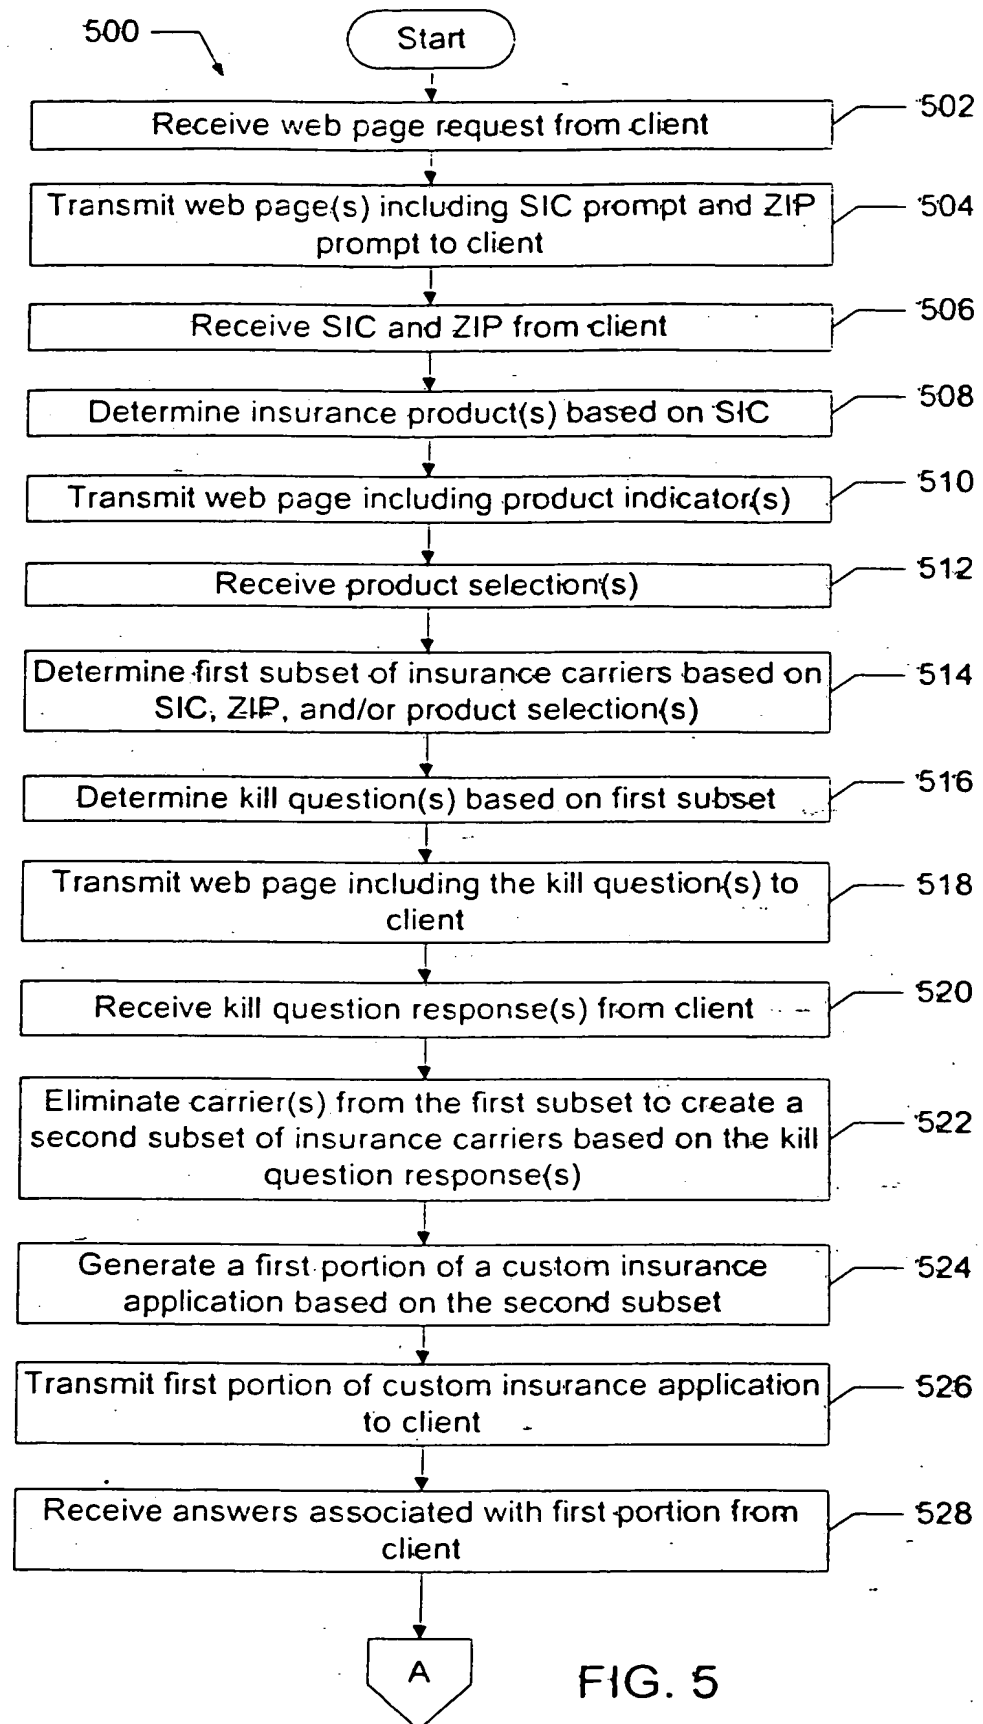 500
Start
Receive web page request from client
502
Transmit web page(s) including SIC prompt and ZIP
prompt to client
504
Receive SIC and ZIP from client
506
Determine insurance product(s) based on SIC
508
Transmit web page including product indicator(s)
510
Receive product selection(s)
512
Determine first subset of insurance carriers based on
SIC, ZIP, and/or product selection(s)
514
Determine kill question(s) based on first subset
516
Transmit web page including the kill question(s) to
client
518
Receive kill question response(s) from client
520
Eliminate carrier(s) from the first subset to create a
second subset of insurance carriers based on the kill
question response(s)
522
Generate a first portion of a custom insurance
application based on the second subset
524
Transmit first portion of custom insurance application
to client
526
Receive answers associated with first portion from
client
528
A
FIG. 5